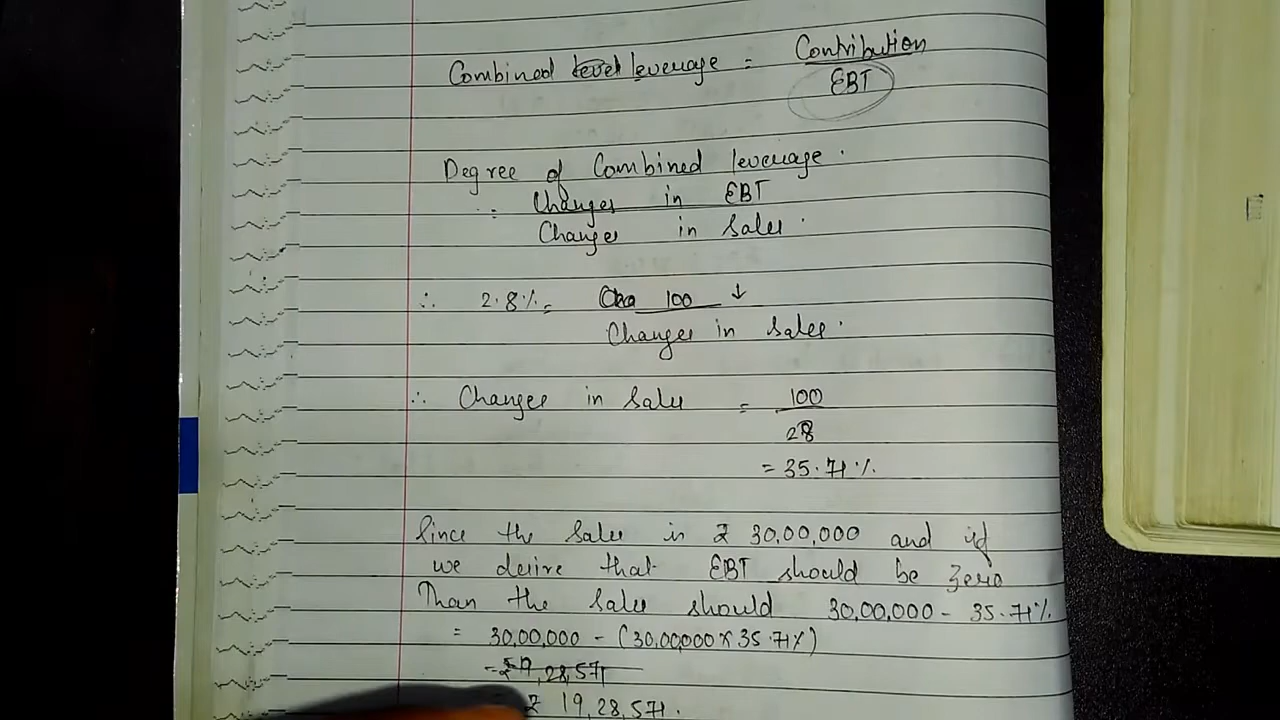 Combined level leverage = Contribution
EBT
Degree of Combined leverage.
= Changes in EBT
Changes in Sales.
∴ 2.8% = Cha 100 ↓
Changes in Sales.
∴ Changes in Sales = 100
28
= 35.71%.
Since the Sales is ₹ 30,00,000 and if
we desire that EBT should be Zero
Than the Sales should 30,00,000 - 35.71%.
= 30,00,000 - (30,00,000 X 35.71%)
19,28,571
= ₹ 19,28,571.